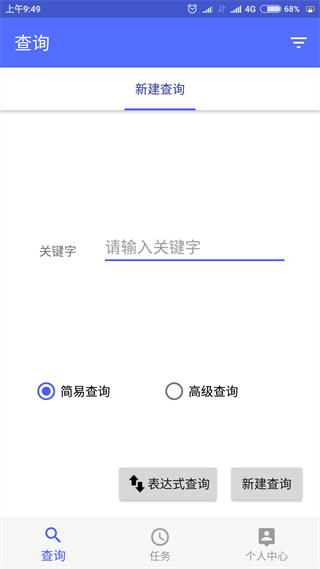 上午9:49
4G
68%
查询
新建查询
关键字
请输入关键字
简易查询
高级查询
表达式查询
新建查询
查询
任务
个人中心